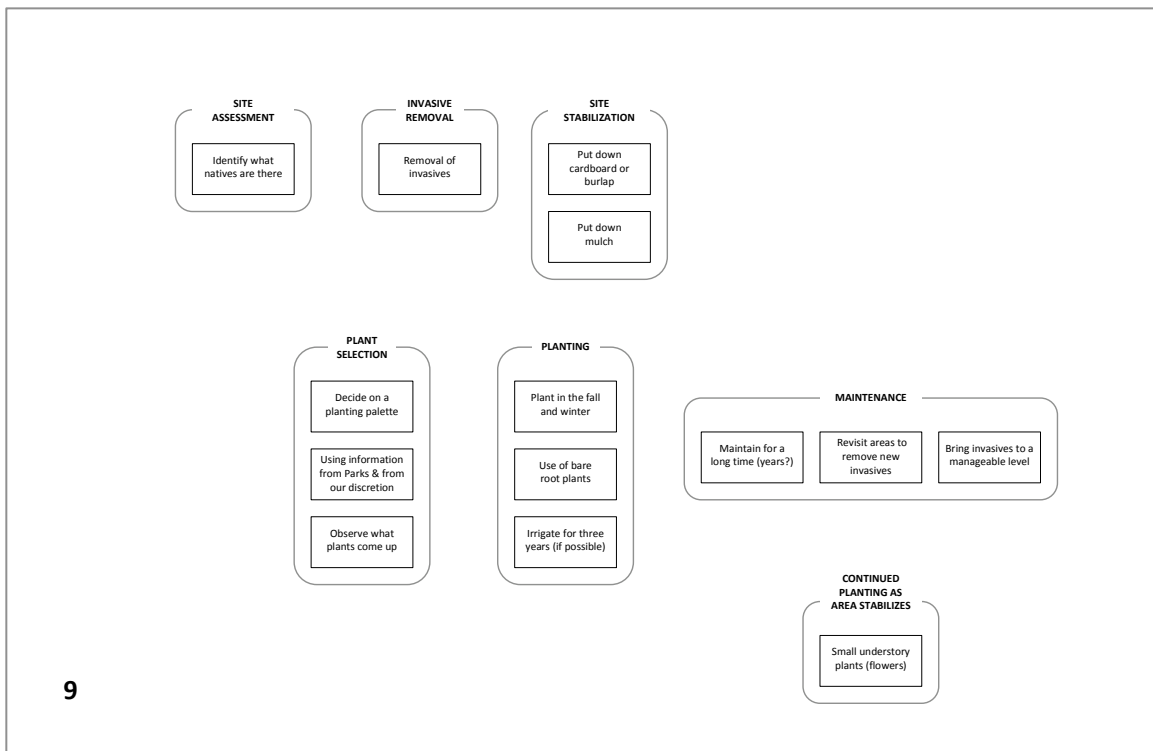 SITE
ASSESSMENT
Identify what
natives are there
INVASIVE
REMOVAL
Removal of
invasives
SITE
STABILIZATION
Put down
cardboard or
burlap
Put down
mulch
PLANT
SELECTION
Decide on a
planting palette
Using information
from Parks & from
our discretion
Observe what
plants come up
PLANTING
Plant in the fall
and winter
Use of bare
root plants
Irrigate for three
years (if possible)
MAINTENANCE
Maintain for a
long time (years?)
Revisit areas to
remove new
invasives
Bring invasives to a
manageable level
CONTINUED
PLANTING AS
AREA STABILIZES
Small understory
plants (flowers)
9